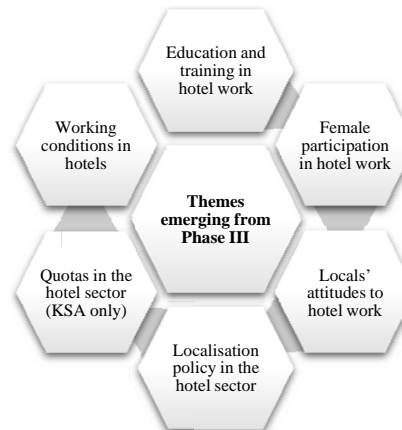 Education and
training in
hotel work
Working
conditions in
hotels
Female
participation
in hotel work
Themes
emerging from
Phase III
Quotas in the
hotel sector
(KSA only)
Locals’
attitudes to
hotel work
Localisation
policy in the
hotel sector